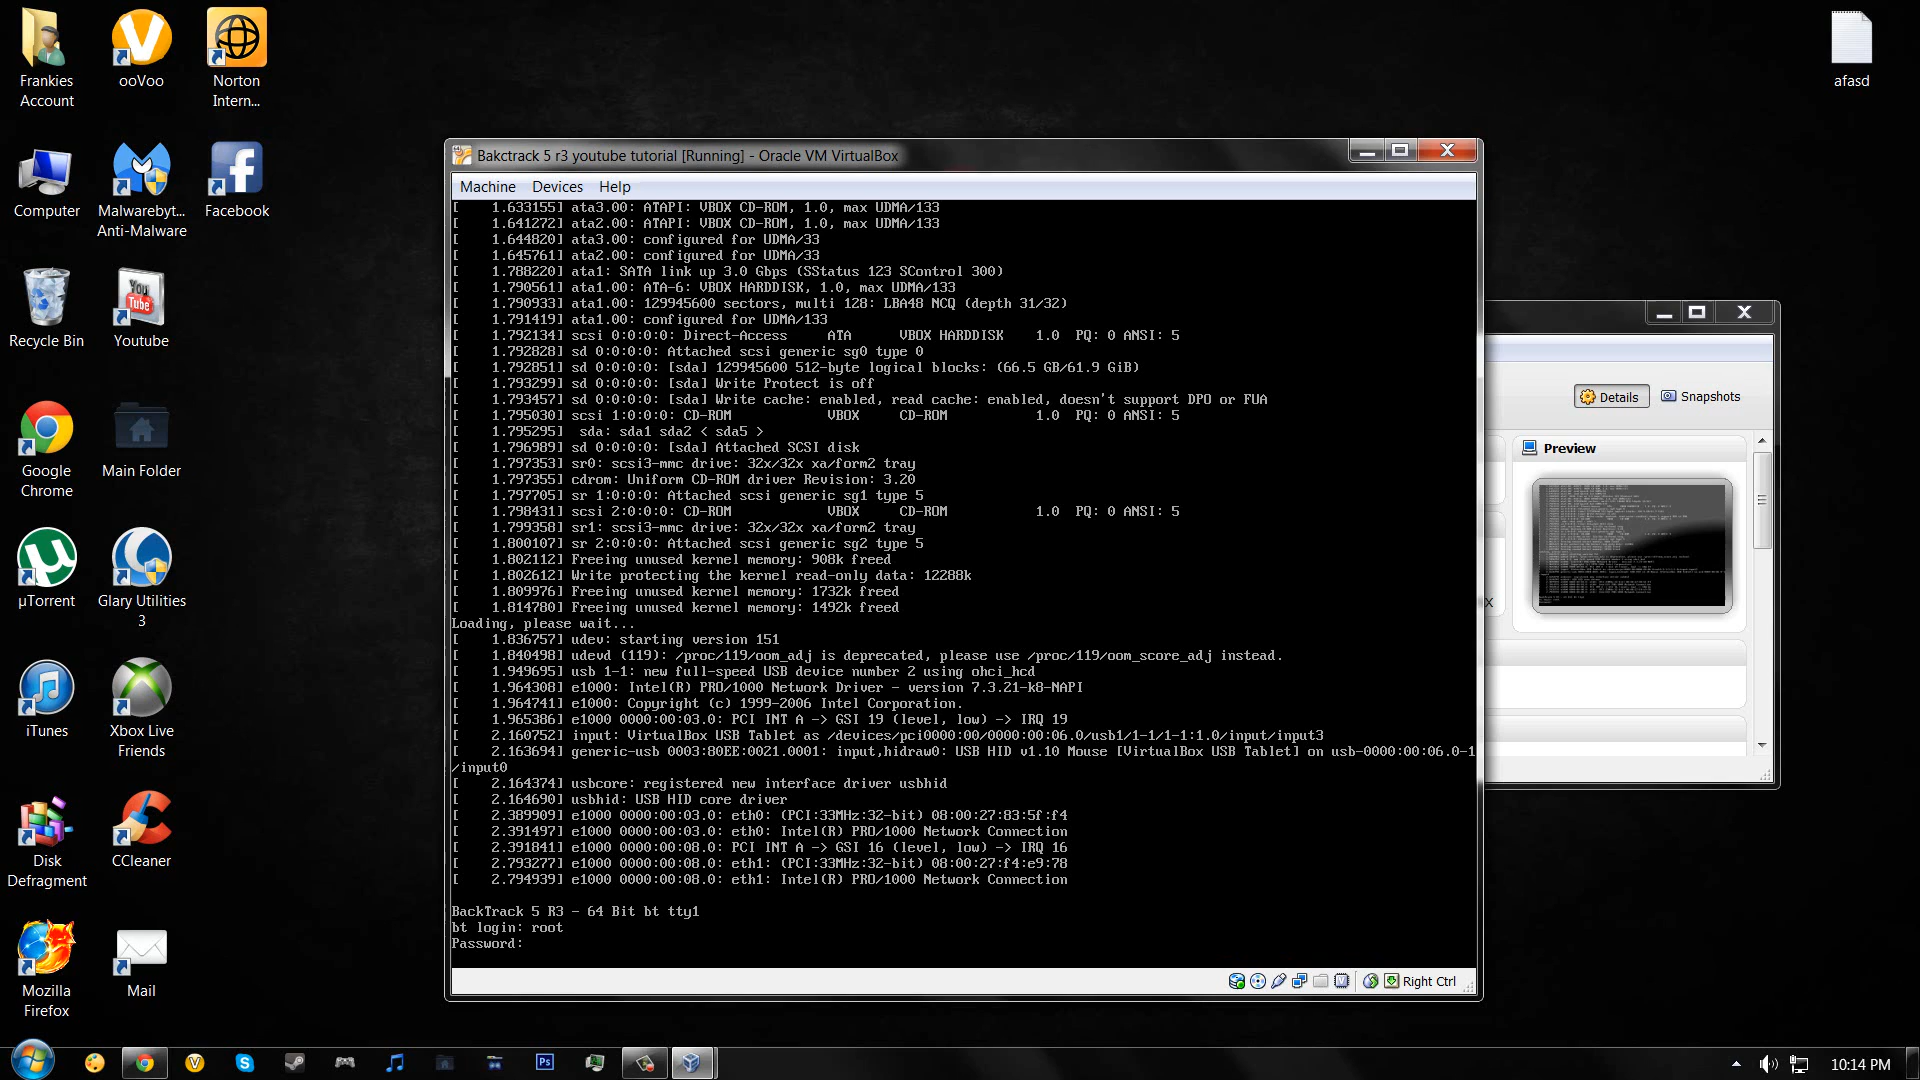 Frankies
Account
ooVoo
Norton
Intern...
afasd
Computer
Malwarebyt...
Anti-Malware
Facebook
Recycle Bin
You
Tube
Youtube
Google
Chrome
Main Folder
µTorrent
Glary Utilities
3
iTunes
Xbox Live
Friends
Disk
Defragment
CCleaner
Mozilla
Firefox
Mail
Bakctrack 5 r3 youtube tutorial [Running] - Oracle VM VirtualBox
Machine Devices Help
[    1.633155] ata3.00: ATAPI: VBOX CD-ROM, 1.0, max UDMA/133
[    1.641272] ata2.00: ATAPI: VBOX CD-ROM, 1.0, max UDMA/133
[    1.644820] ata3.00: configured for UDMA/33
[    1.645761] ata2.00: configured for UDMA/33
[    1.788220] ata1: SATA link up 3.0 Gbps (SStatus 123 SControl 300)
[    1.790561] ata1.00: ATA-6: VBOX HARDDISK, 1.0, max UDMA/133
[    1.790933] ata1.00: 129945600 sectors, multi 128: LBA48 NCQ (depth 31/32)
[    1.791419] ata1.00: configured for UDMA/133
[    1.792134] scsi 0:0:0:0: Direct-Access     ATA      VBOX HARDDISK    1.0  PQ: 0 ANSI: 5
[    1.792828] sd 0:0:0:0: Attached scsi generic sg0 type 0
[    1.792851] sd 0:0:0:0: [sda] 129945600 512-byte logical blocks: (66.5 GB/61.9 GiB)
[    1.793299] sd 0:0:0:0: [sda] Write Protect is off
[    1.793457] sd 0:0:0:0: [sda] Write cache: enabled, read cache: enabled, doesn't support DPO or FUA
[    1.795030] scsi 1:0:0:0: CD-ROM            VBOX     CD-ROM           1.0  PQ: 0 ANSI: 5
[    1.795295]  sda: sda1 sda2 < sda5 >
[    1.796989] sd 0:0:0:0: [sda] Attached SCSI disk
[    1.797353] sr0: scsi3-mmc drive: 32x/32x xa/form2 tray
[    1.797355] cdrom: Uniform CD-ROM driver Revision: 3.20
[    1.797705] sr 1:0:0:0: Attached scsi generic sg1 type 5
[    1.798431] scsi 2:0:0:0: CD-ROM            VBOX     CD-ROM           1.0  PQ: 0 ANSI: 5
[    1.799358] sr1: scsi3-mmc drive: 32x/32x xa/form2 tray
[    1.800107] sr 2:0:0:0: Attached scsi generic sg2 type 5
[    1.802112] Freeing unused kernel memory: 908k freed
[    1.802612] Write protecting the kernel read-only data: 12288k
[    1.809976] Freeing unused kernel memory: 1732k freed
[    1.814780] Freeing unused kernel memory: 1492k freed
Loading, please wait...
[    1.836757] udev: starting version 151
[    1.840498] udevd (119): /proc/119/oom_adj is deprecated, please use /proc/119/oom_score_adj instead.
[    1.949695] usb 1-1: new full-speed USB device number 2 using ohci_hcd
[    1.964308] e1000: Intel(R) PRO/1000 Network Driver - version 7.3.21-k8-NAPI
[    1.964741] e1000: Copyright (c) 1999-2006 Intel Corporation.
[    1.965386] e1000 0000:00:03.0: PCI INT A -> GSI 19 (level, low) -> IRQ 19
[    2.160752] input: VirtualBox USB Tablet as /devices/pci0000:00/0000:00:06.0/usb1/1-1/1-1:1.0/input/input3
[    2.163694] generic-usb 0003:80EE:0021.0001: input,hidraw0: USB HID v1.10 Mouse [VirtualBox USB Tablet] on usb-0000:00:06.0-1
/input0
[    2.164374] usbcore: registered new interface driver usbhid
[    2.164690] usbhid: USB HID core driver
[    2.389909] e1000 0000:00:03.0: eth0: (PCI:33MHz:32-bit) 08:00:27:83:5f:f4
[    2.391497] e1000 0000:00:03.0: eth0: Intel(R) PRO/1000 Network Connection
[    2.391841] e1000 0000:00:08.0: PCI INT A -> GSI 16 (level, low) -> IRQ 16
[    2.793277] e1000 0000:00:08.0: eth1: (PCI:33MHz:32-bit) 08:00:27:f4:e9:78
[    2.794939] e1000 0000:00:08.0: eth1: Intel(R) PRO/1000 Network Connection
BackTrack 5 R3 - 64 Bit bt tty1
bt login: root
Password:
Right Ctrl
Details
Snapshots
Preview
X
Ps
10:14 PM